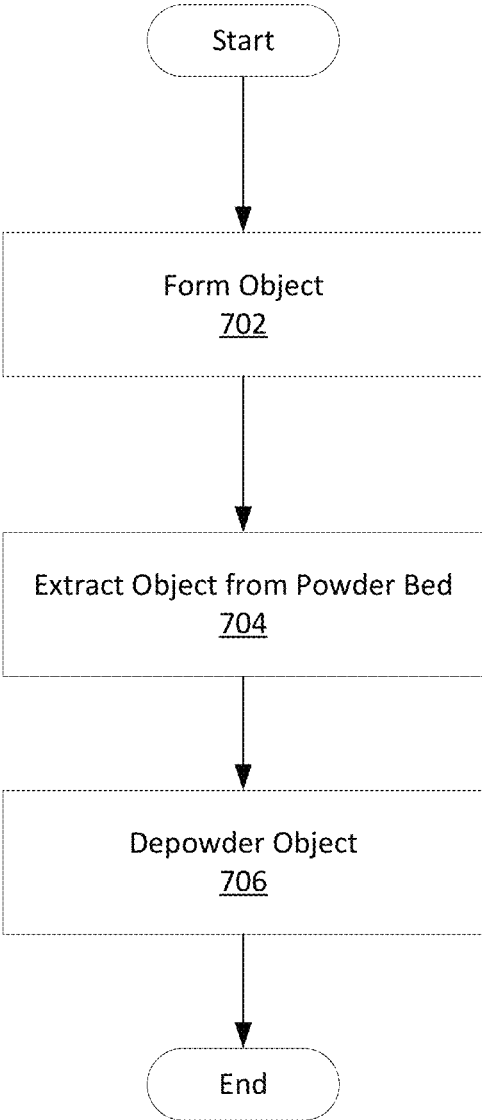 Start
Form Object
702
Extract Object from Powder Bed
704
Depowder Object
706
End